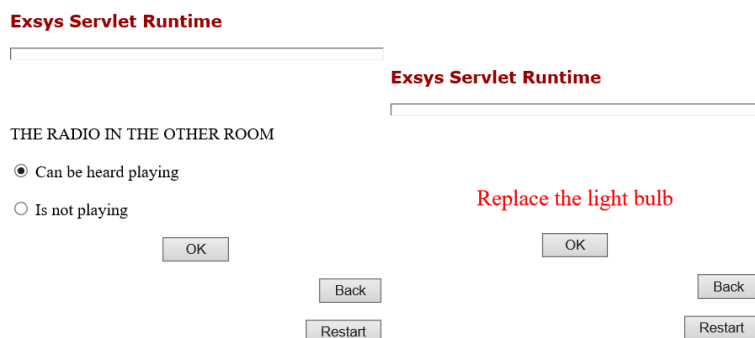 Exsys Servlet Runtime
THE RADIO IN THE OTHER ROOM
Can be heard playing
Is not playing
OK
Back
Restart
Exsys Servlet Runtime
Replace the light bulb
OK
Back
Restart